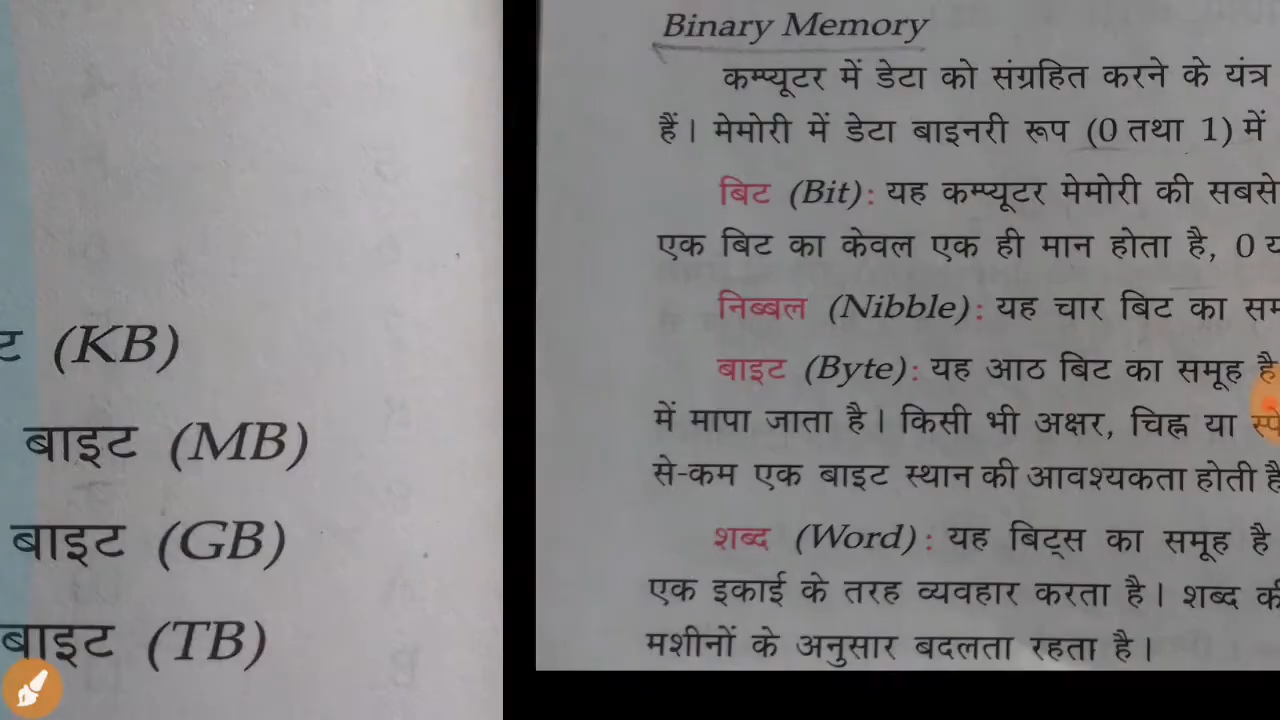 (KB)
बाइट (MB)
बाइट (GB)
बाइट (TB)
Binary Memory
कम्प्यूटर में डेटा को संग्रहित करने के यंत्र
हैं। मेमोरी में डेटा बाइनरी रूप (0 तथा 1) में
बिट (Bit): यह कम्प्यूटर मेमोरी की सबसे
एक बिट का केवल एक ही मान होता है, 0
निब्बल (Nibble): यह चार बिट का
बाइट (Byte): यह आठ बिट का समूह है
में मापा जाता है। किसी भी अक्षर, चिह्न या
से-कम एक बाइट स्थान की आवश्यकता होती है
शब्द (Word): यह बिट्स का समूह है
एक इकाई के तरह व्यवहार करता है। शब्द की
मशीनों के अनुसार बदलता रहता है।